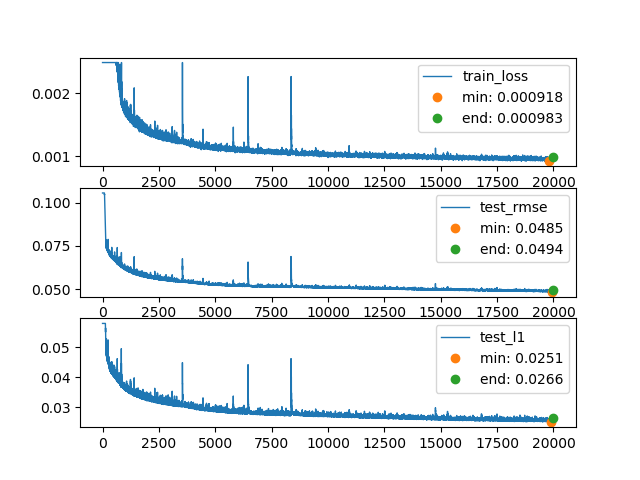 train_loss
min: 0.000918
end: 0.000983
0.002
0.001
0 2500 5000 7500 10000 12500 15000 17500 20000
test_rmse
min: 0.0485
end: 0.0494
0.100
0.075
0.050
0 2500 5000 7500 10000 12500 15000 17500 20000
test_l1
min: 0.0251
end: 0.0266
0.05
0.04
0.03
0 2500 5000 7500 10000 12500 15000 17500 20000